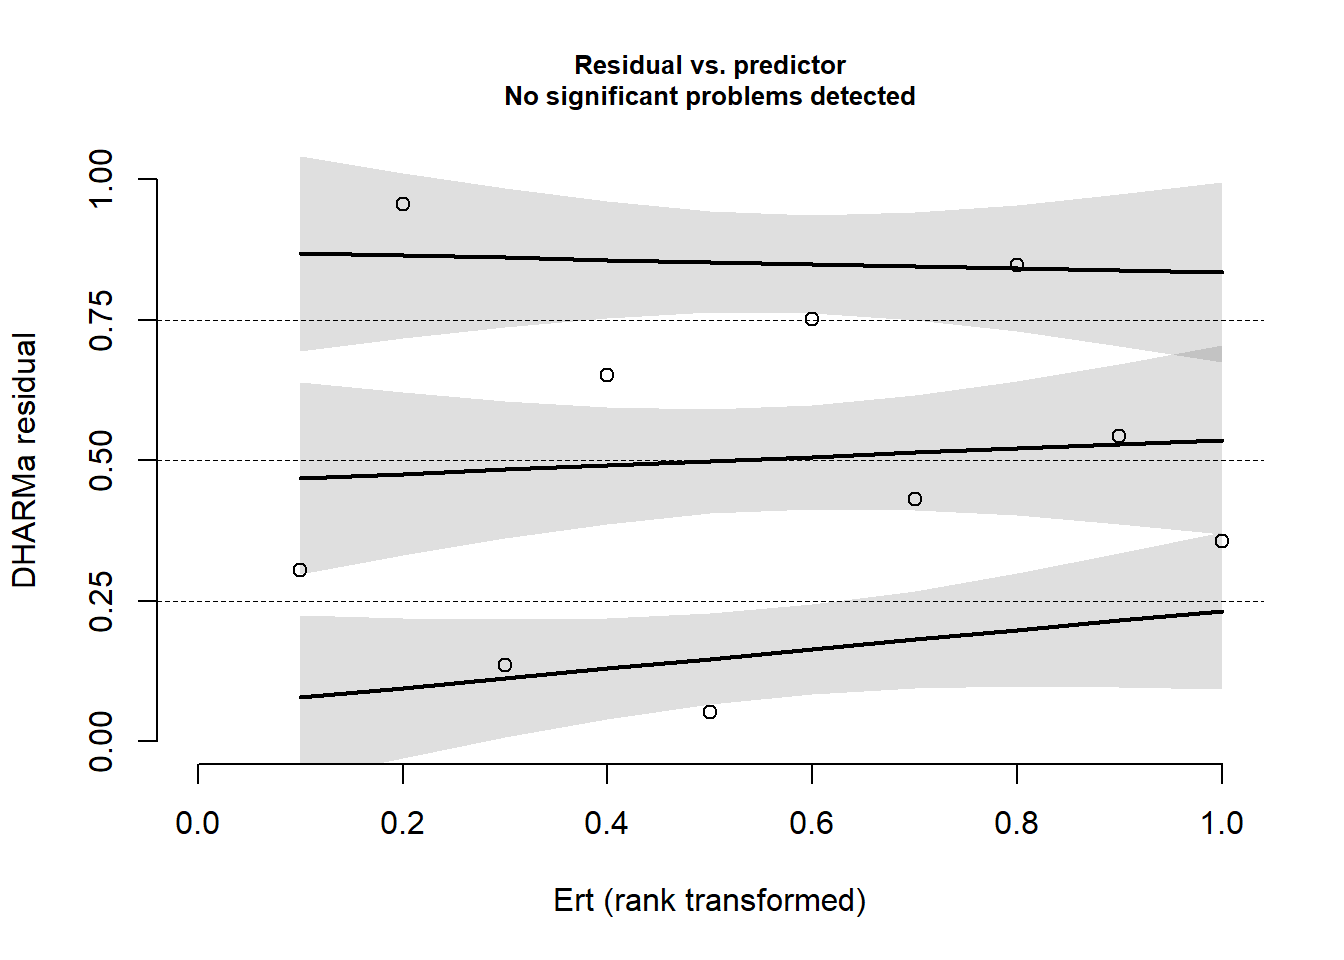 Residual vs. predictor
No significant problems detected
1.00
0.75
0.50
0.25
0.00
DHARMa residual
0.0 0.2 0.4 0.6 0.8 1.0
Ert (rank transformed)